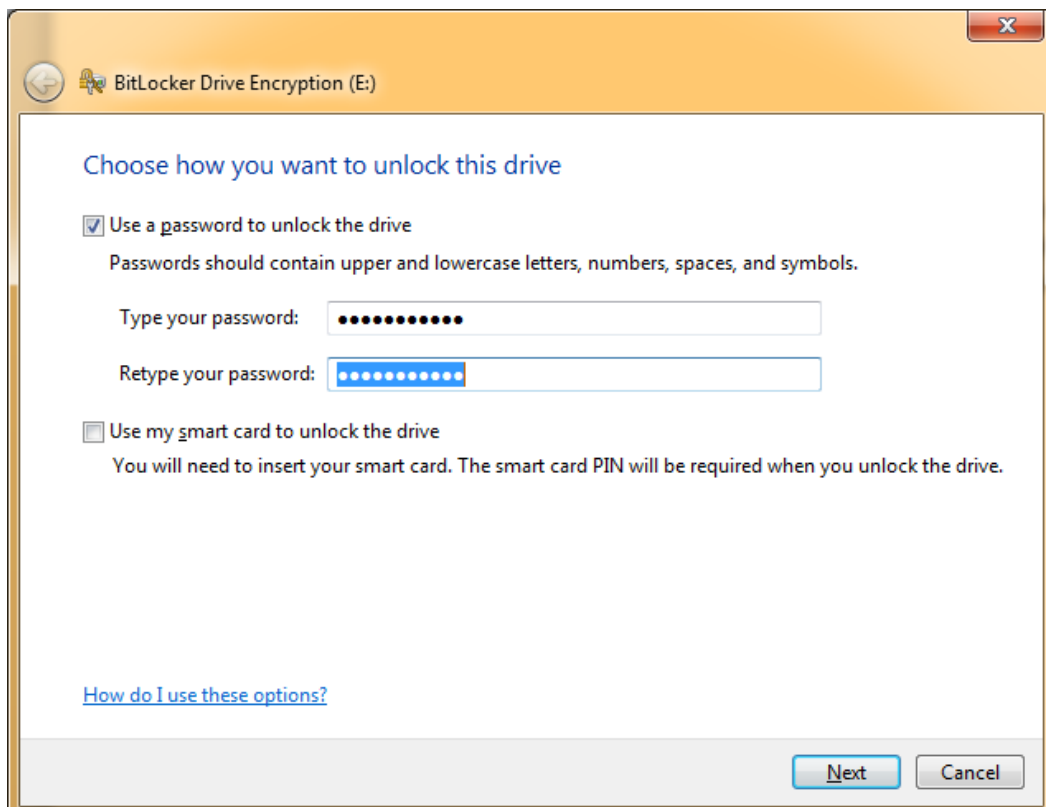 BitLocker Drive Encryption (E:)
Choose how you want to unlock this drive
Use a password to unlock the drive
Passwords should contain upper and lowercase letters, numbers, spaces, and symbols.
Type your password: ●●●●●●●●●●●
Retype your password: ●●●●●●●●●●●
Use my smart card to unlock the drive
You will need to insert your smart card. The smart card PIN will be required when you unlock the drive.
How do I use these options?
Next Cancel